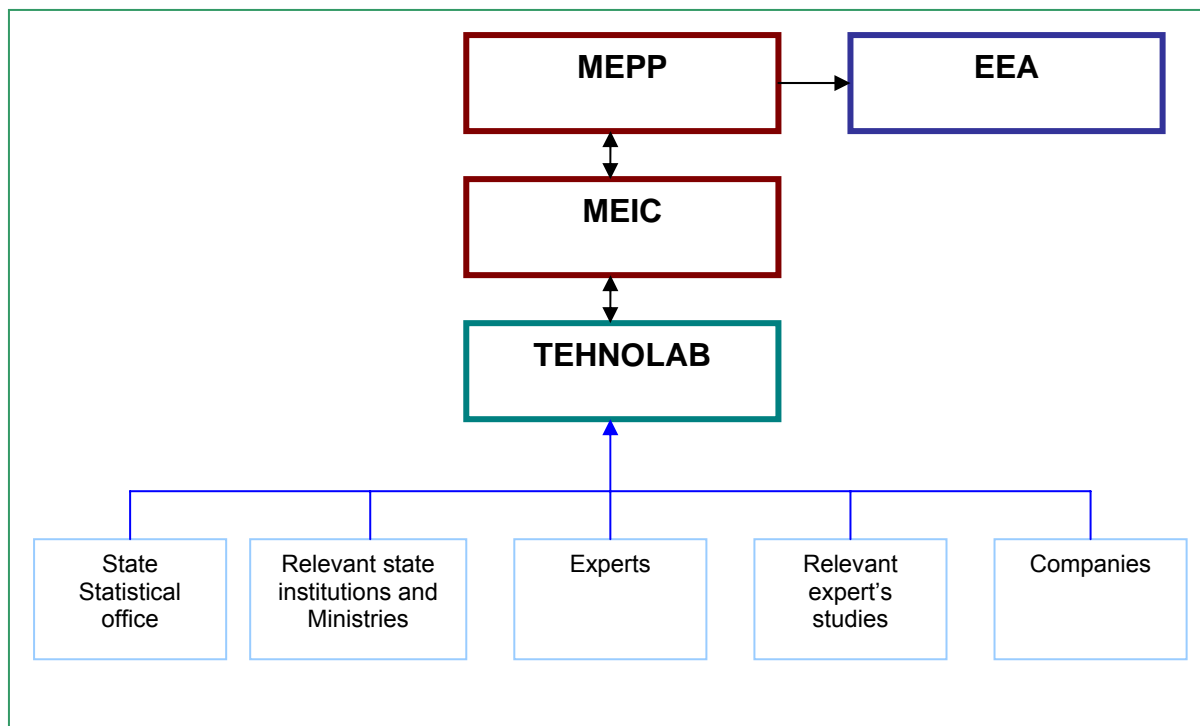 MEPP
EEA
MEIC
TEHNOLAB
State
Statistical
office
Relevant state
institutions and
Ministries
Experts
Relevant
expert’s
studies
Companies